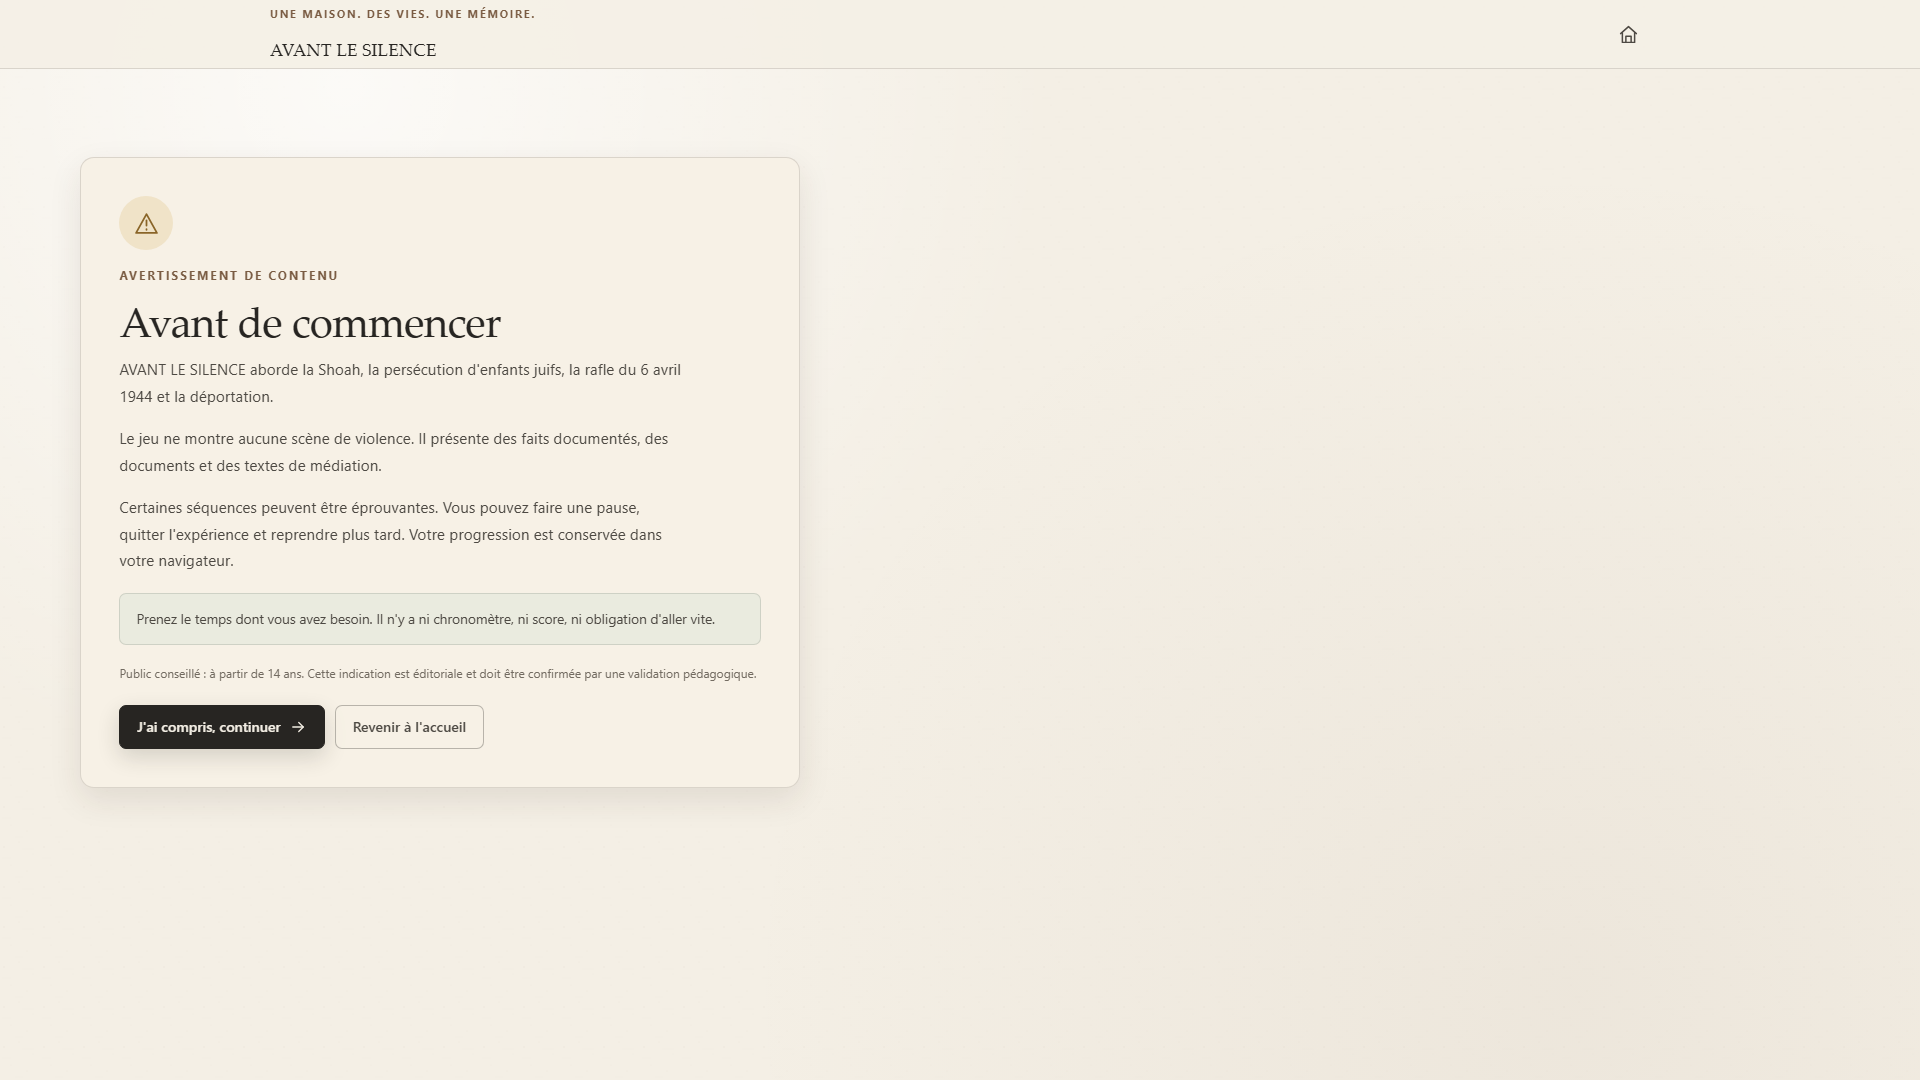 UNE MAISON. DES VIES. UNE MÉMOIRE.
AVANT LE SILENCE
AVERTISSEMENT DE CONTENU
Avant de commencer
AVANT LE SILENCE aborde la Shoah, la persécution d'enfants juifs, la rafle du 6 avril
1944 et la déportation.
Le jeu ne montre aucune scène de violence. Il présente des faits documentés, des
documents et des textes de médiation.
Certaines séquences peuvent être éprouvantes. Vous pouvez faire une pause,
quitter l'expérience et reprendre plus tard. Votre progression est conservée dans
votre navigateur.
Prenez le temps dont vous avez besoin. Il n'y a ni chronomètre, ni score, ni obligation d'aller vite.
Public conseillé : à partir de 14 ans. Cette indication est éditoriale et doit être confirmée par une validation pédagogique.
J'ai compris, continuer →
Revenir à l'accueil